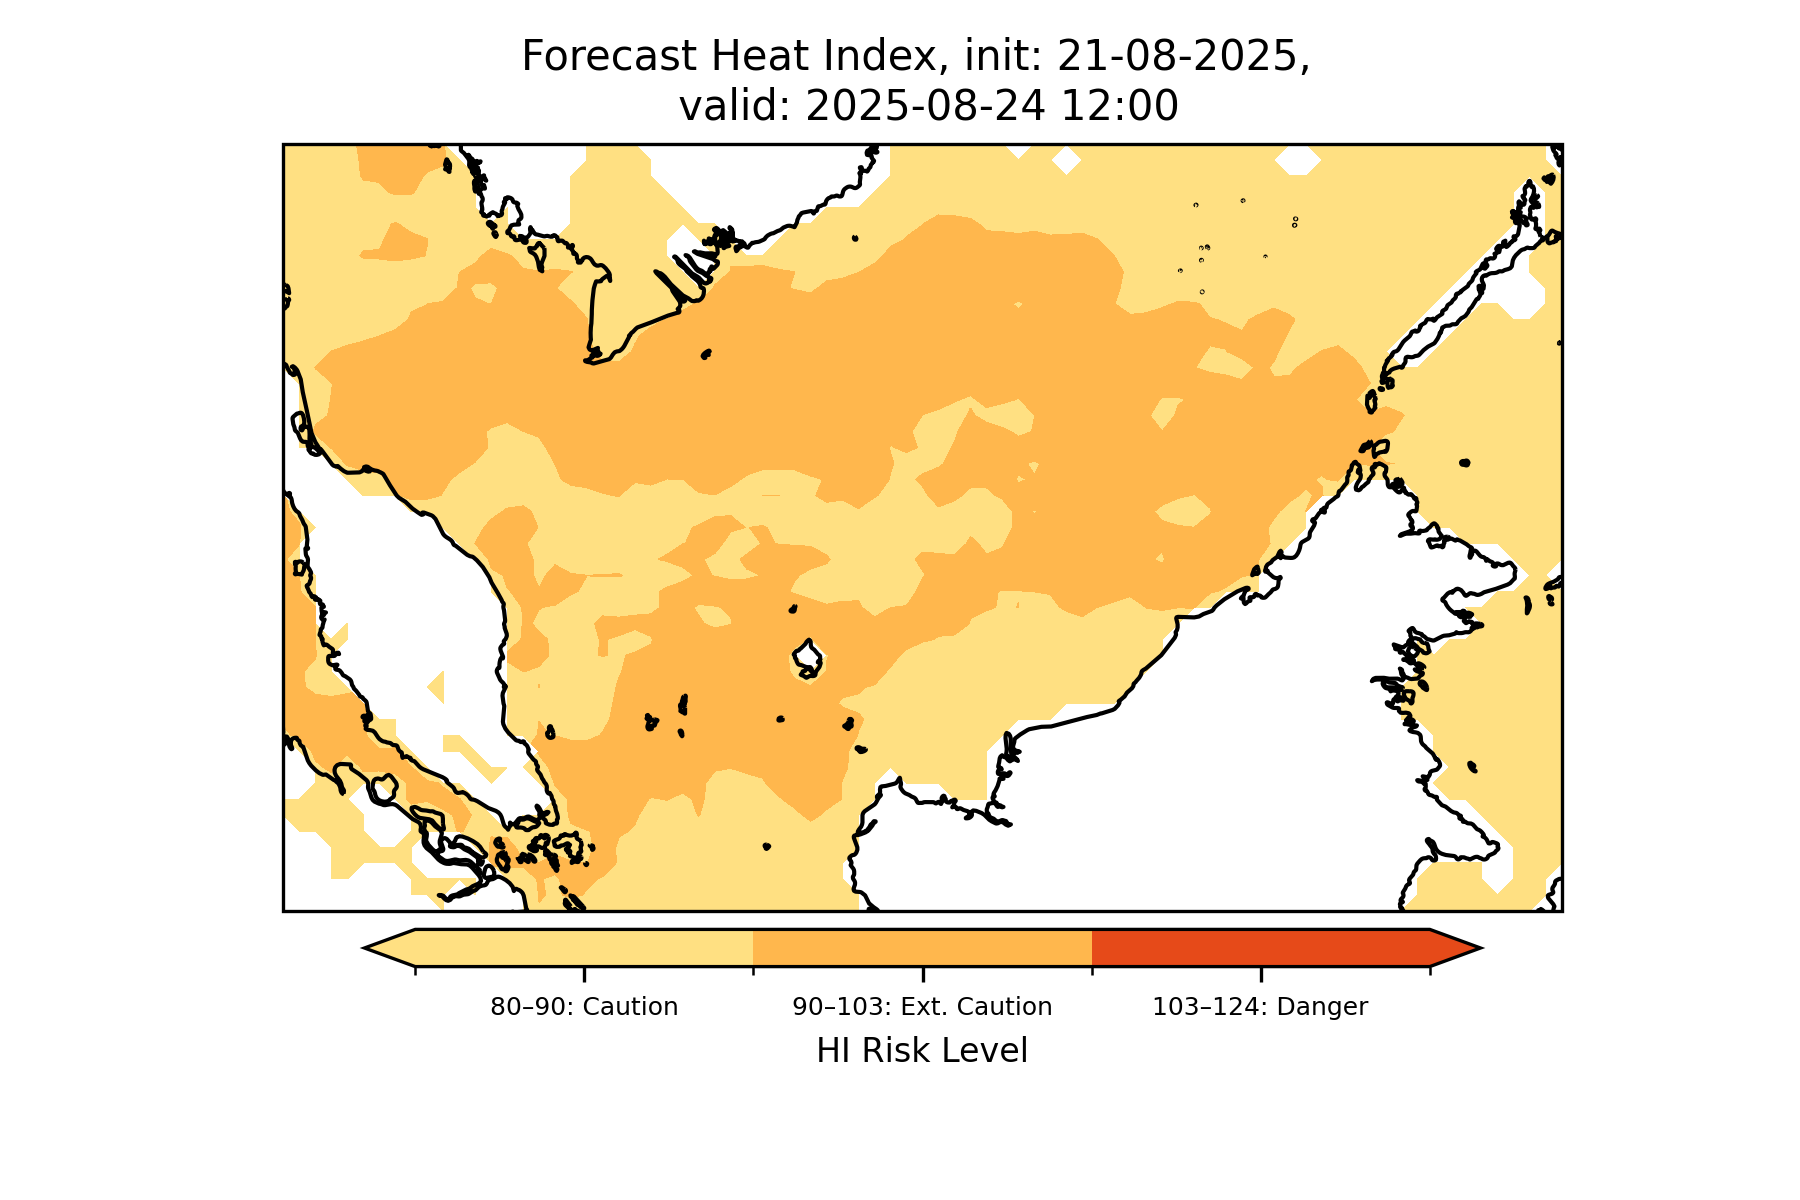 Forecast Heat Index, init: 21-08-2025,
valid: 2025-08-24 12:00
80–90: Caution
90–103: Ext. Caution
103–124: Danger
HI Risk Level